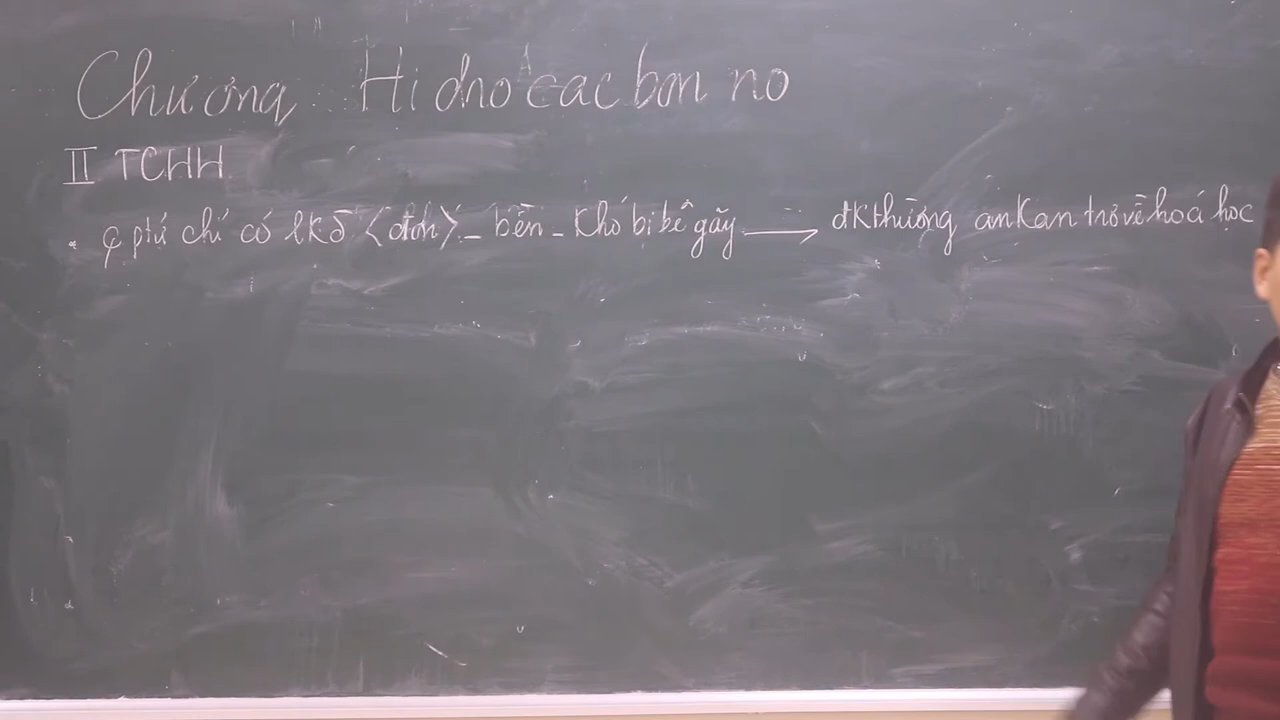 Chương Hiđrocacbon no
II TCHH
. ptử chỉ có lkδ <đơn> - bền - khó bị bẻ gãy → đk thường ankan trơ về hoá học